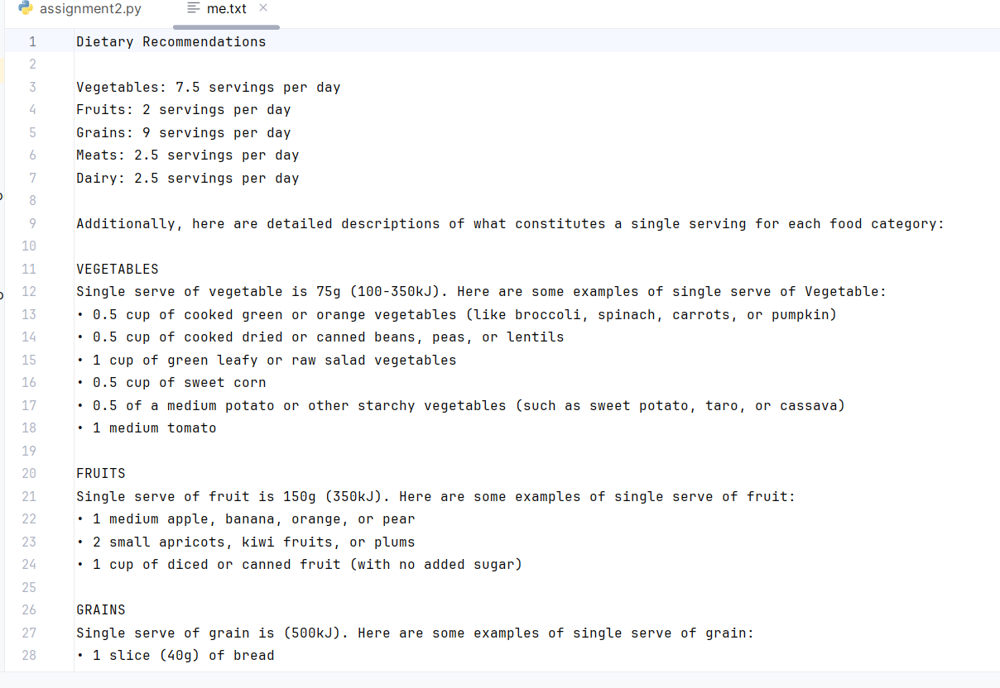 assignment2.py
me.txt
1 Dietary Recommendations
2
3 Vegetables: 7.5 servings per day
4 Fruits: 2 servings per day
5 Grains: 9 servings per day
6 Meats: 2.5 servings per day
7 Dairy: 2.5 servings per day
8
9 Additionally, here are detailed descriptions of what constitutes a single serving for each food category:
10
11 VEGETABLES
12 Single serve of vegetable is 75g (100-350kJ). Here are some examples of single serve of Vegetable:
13 • 0.5 cup of cooked green or orange vegetables (like broccoli, spinach, carrots, or pumpkin)
14 • 0.5 cup of cooked dried or canned beans, peas, or lentils
15 • 1 cup of green leafy or raw salad vegetables
16 • 0.5 cup of sweet corn
17 • 0.5 of a medium potato or other starchy vegetables (such as sweet potato, taro, or cassava)
18 • 1 medium tomato
19
20 FRUITS
21 Single serve of fruit is 150g (350kJ). Here are some examples of single serve of fruit:
22 • 1 medium apple, banana, orange, or pear
23 • 2 small apricots, kiwi fruits, or plums
24 • 1 cup of diced or canned fruit (with no added sugar)
25
26 GRAINS
27 Single serve of grain is (500kJ). Here are some examples of single serve of grain:
28 • 1 slice (40g) of bread